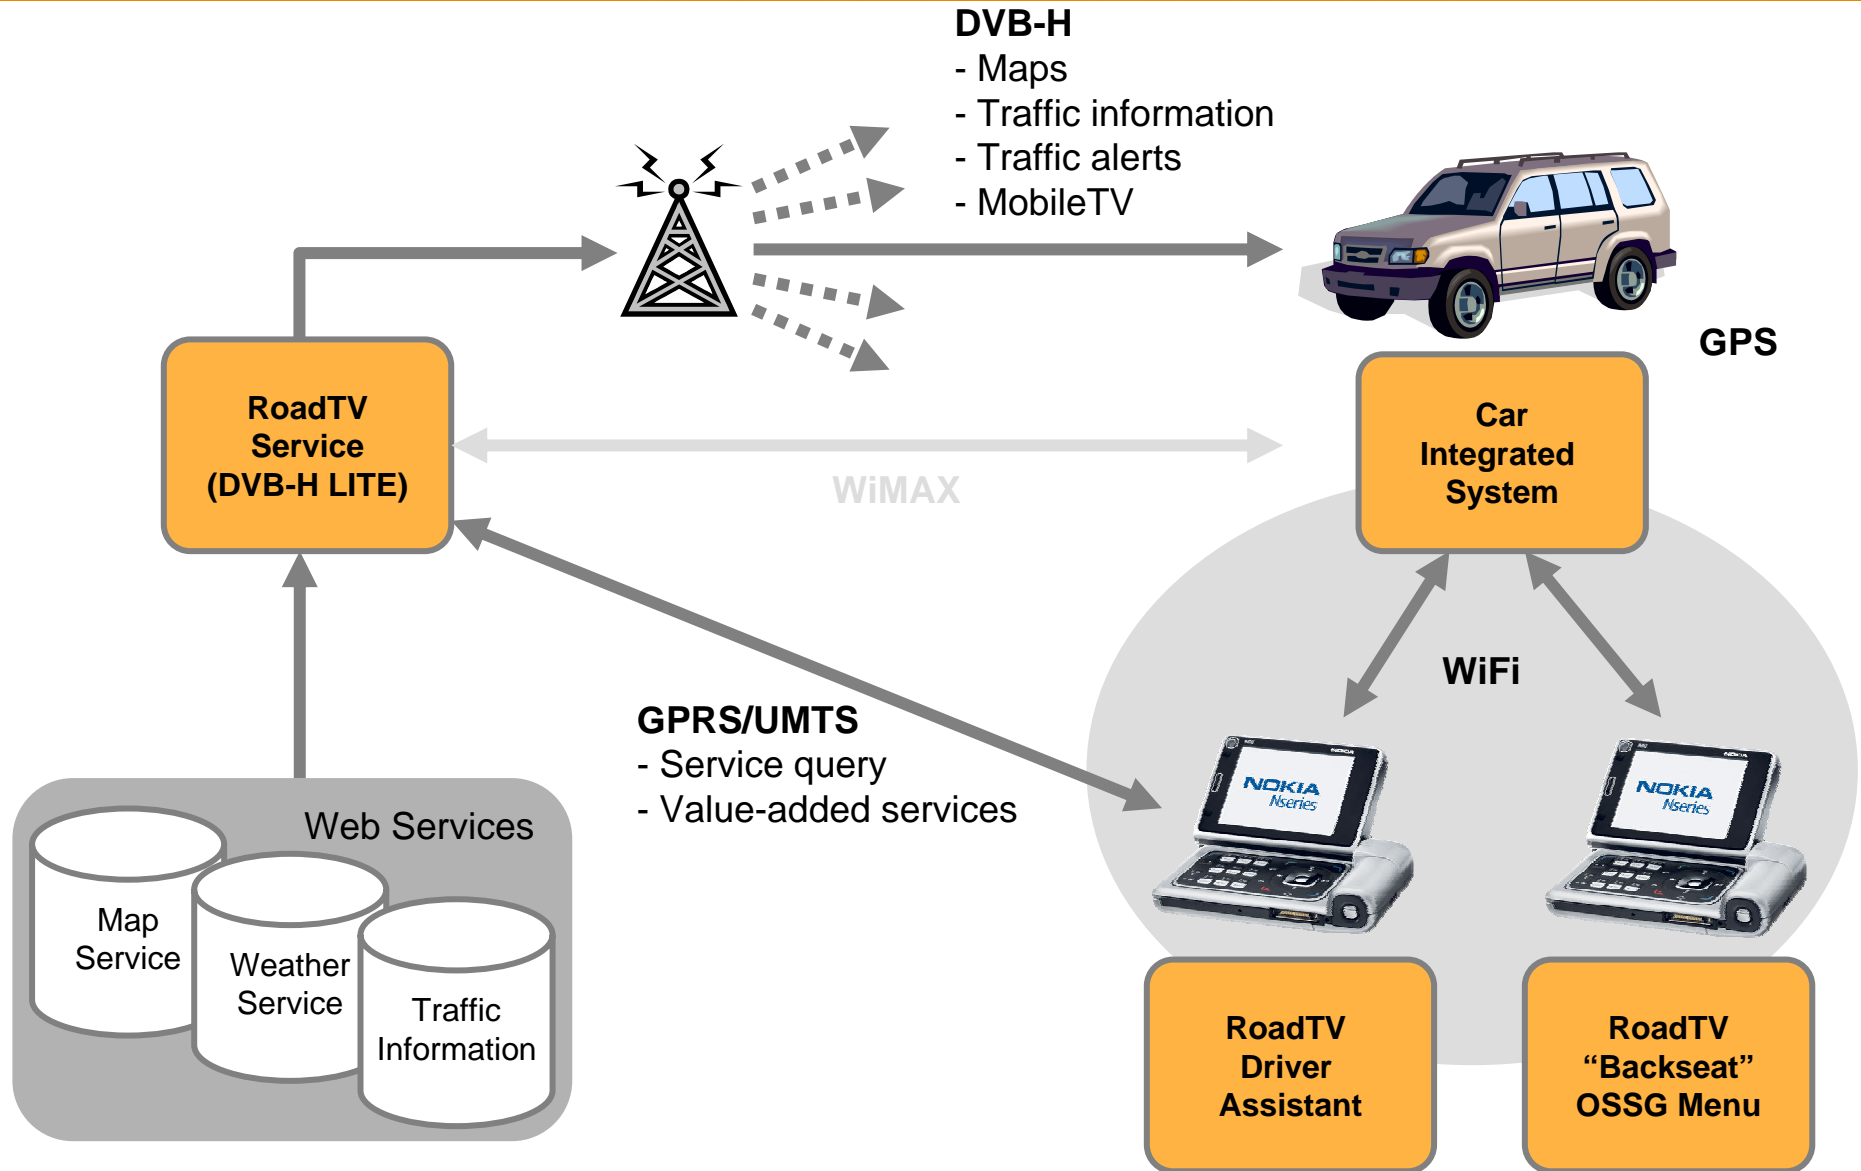 DVB-H
- Maps
- Traffic information
- Traffic alerts
- MobileTV
GPS
RoadTV
Service
(DVB-H LITE)
Car
Integrated
System
WiMAX
WiFi
GPRS/UMTS
- Service query
- Value-added services
NOKIA
NOKIA
Nseries
NOKIA
NOKIA
Nseries
Web Services
Map
Service
Weather
Service
Traffic
Information
RoadTV
Driver
Assistant
RoadTV
“Backseat”
OSSG Menu